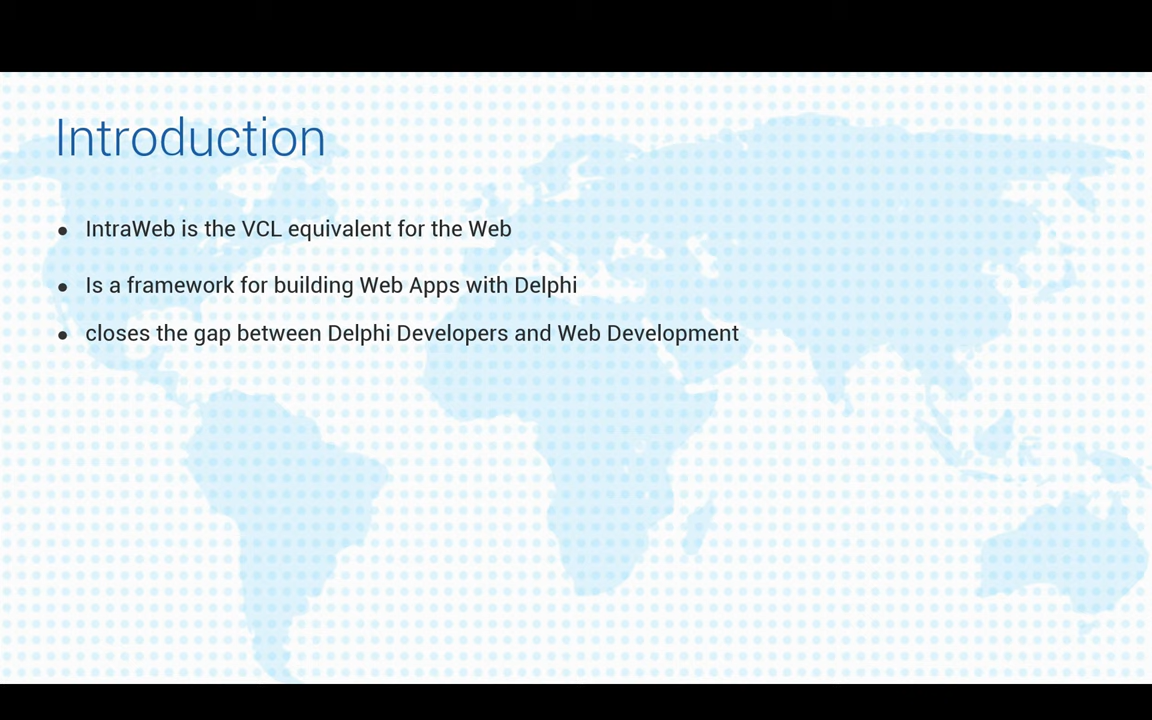 Introduction
• IntraWeb is the VCL equivalent for the Web
• Is a framework for building Web Apps with Delphi
• closes the gap between Delphi Developers and Web Development